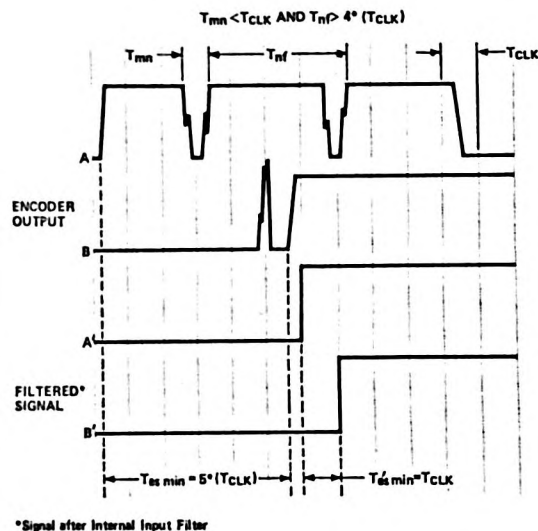 Tmn <TCLK AND Tnf> 4* (TCLK)
Tmn
Tnf
TCLK
A
ENCODER
OUTPUT
B
A'
FILTERED*
SIGNAL
B'
Tes min = 5*(TCLK)
T'es min=TCLK
*Signal after Internal Input Filter